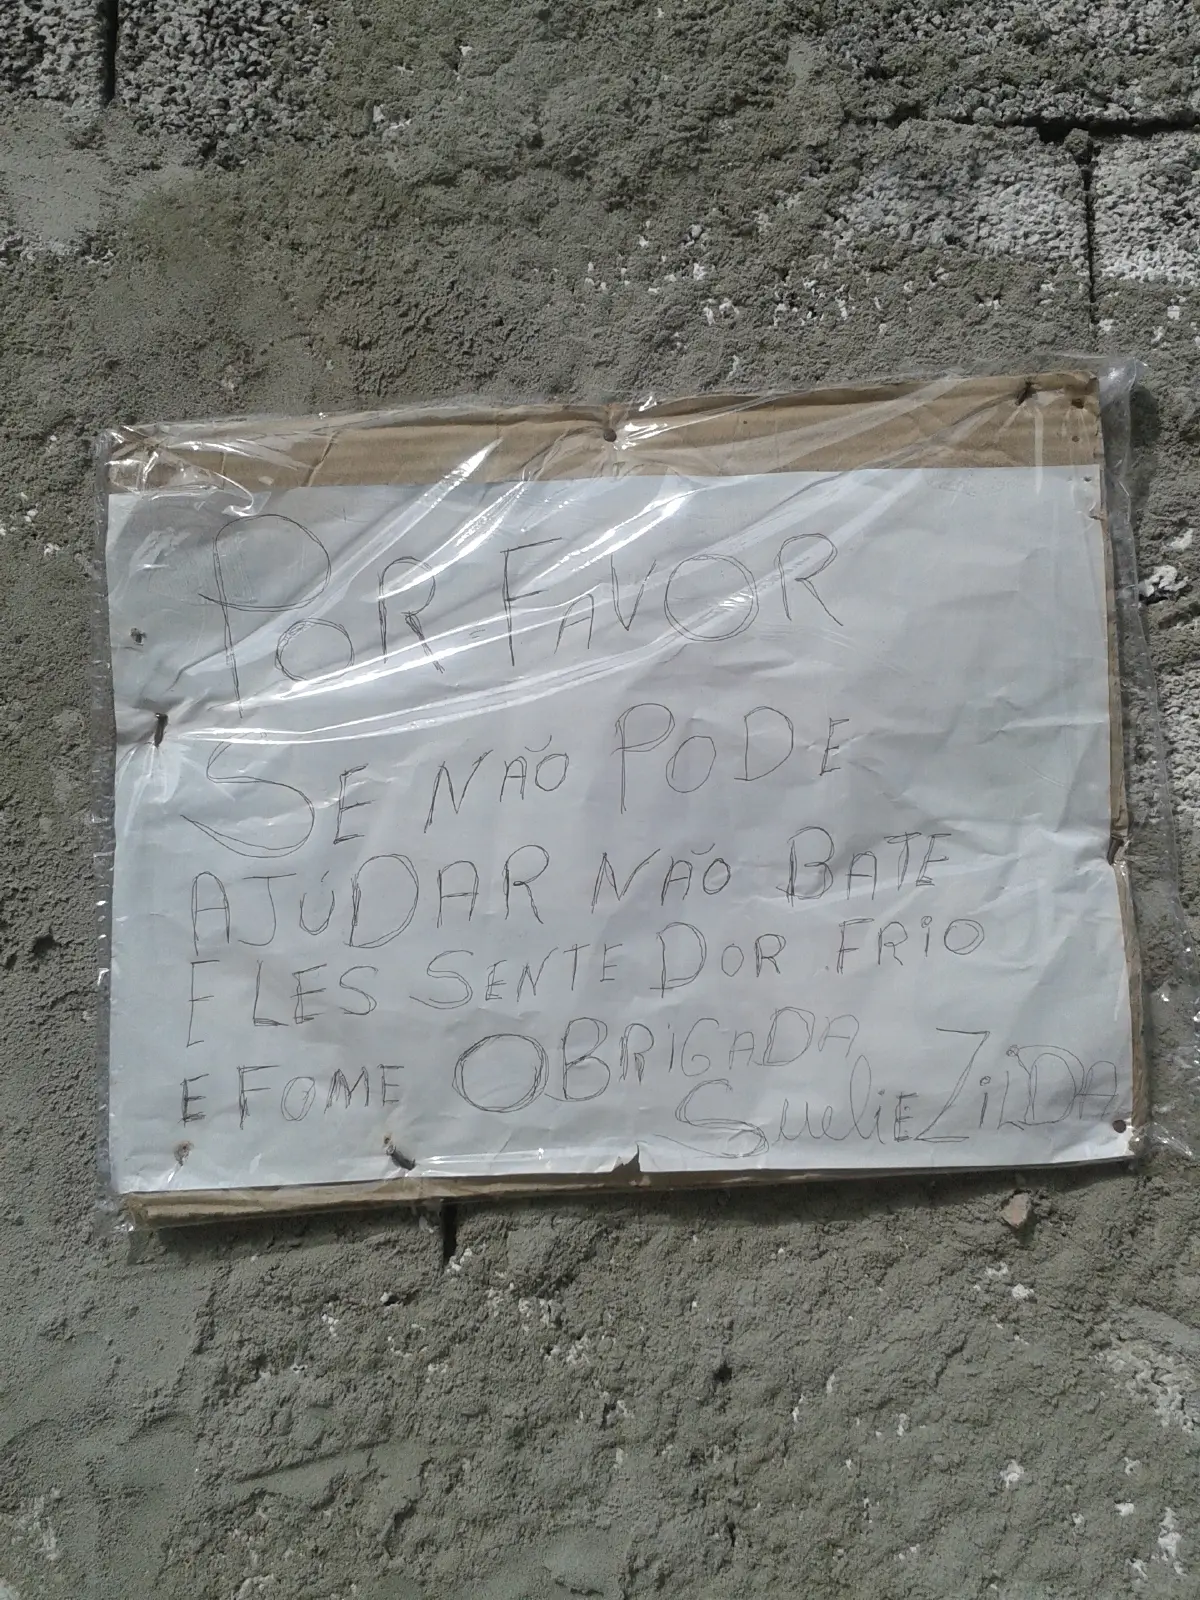 POR-FAVOR
SE NÃO PODE
AJÚDAR NÃO BATE
ELES SENTE DOR FRIO
E FOME OBRIGADA
SueliE ZILDA